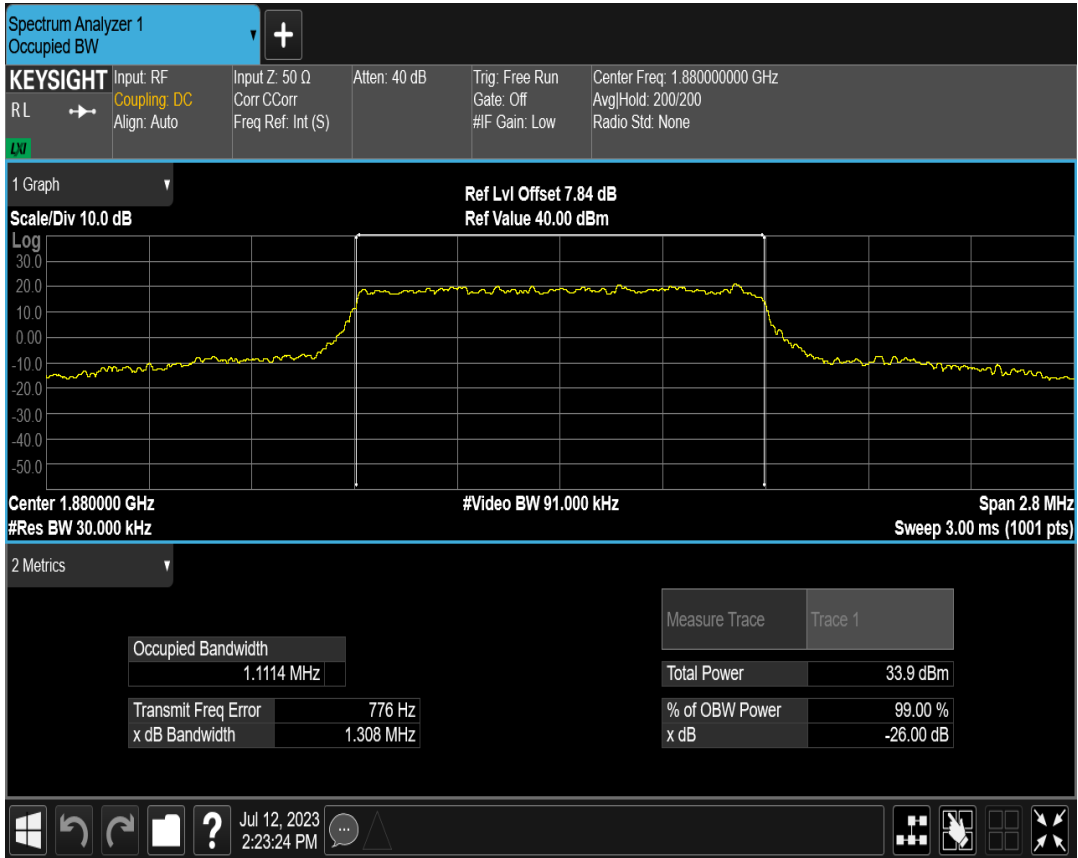 Spectrum Analyzer 1
Occupied BW
KEYSIGHT
R L
LXI
Input: RF
Coupling: DC
Align: Auto
Input Z: 50 Ω
Corr CCorr
Freq Ref: Int (S)
Atten: 40 dB
Trig: Free Run
Gate: Off
#IF Gain: Low
Center Freq: 1.880000000 GHz
Avg|Hold: 200/200
Radio Std: None
1 Graph
Scale/Div 10.0 dB
Ref Lvl Offset 7.84 dB
Ref Value 40.00 dBm
Log
30.0
20.0
10.0
0.00
-10.0
-20.0
-30.0
-40.0
-50.0
Center 1.880000 GHz
#Video BW 91.000 kHz
Span 2.8 MHz
#Res BW 30.000 kHz
Sweep 3.00 ms (1001 pts)
2 Metrics
Measure Trace Trace 1
Occupied Bandwidth
1.1114 MHz
Total Power 33.9 dBm
Transmit Freq Error 776 Hz
% of OBW Power 99.00 %
x dB Bandwidth 1.308 MHz
x dB -26.00 dB
?
Jul 12, 2023
2:23:24 PM